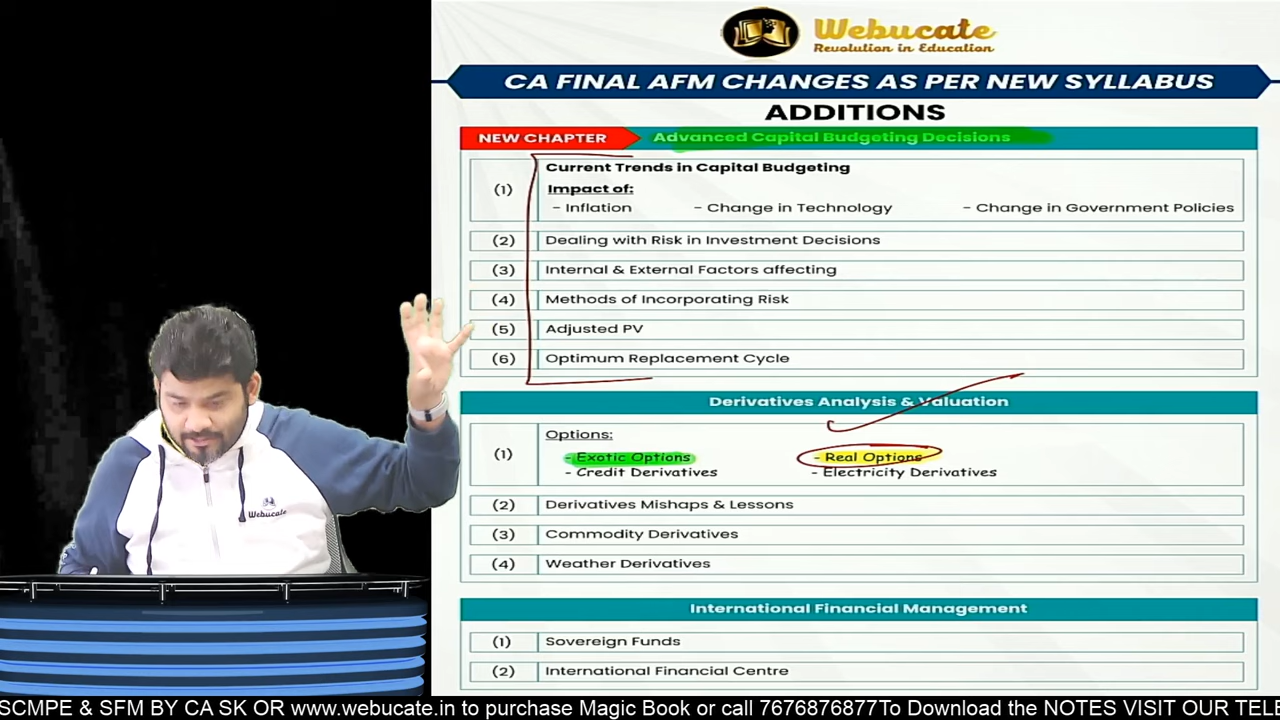 Webucate
Revolution in Education
CA FINAL AFM CHANGES AS PER NEW SYLLABUS
ADDITIONS
NEW CHAPTER Advanced Capital Budgeting Decisions
(1) Current Trends in Capital Budgeting
Impact of:
- Inflation - Change in Technology - Change in Government Policies
(2) Dealing with Risk in Investment Decisions
(3) Internal & External Factors affecting
(4) Methods of Incorporating Risk
(5) Adjusted PV
(6) Optimum Replacement Cycle
Derivatives Analysis & Valuation
(1) Options:
- Exotic Options - Real Options
- Credit Derivatives - Electricity Derivatives
(2) Derivatives Mishaps & Lessons
(3) Commodity Derivatives
(4) Weather Derivatives
International Financial Management
(1) Sovereign Funds
(2) International Financial Centre
Webucate
SCMPE & SFM BY CA SK OR www.webucate.in to purchase Magic Book or call 7676876877To Download the NOTES VISIT OUR TELE